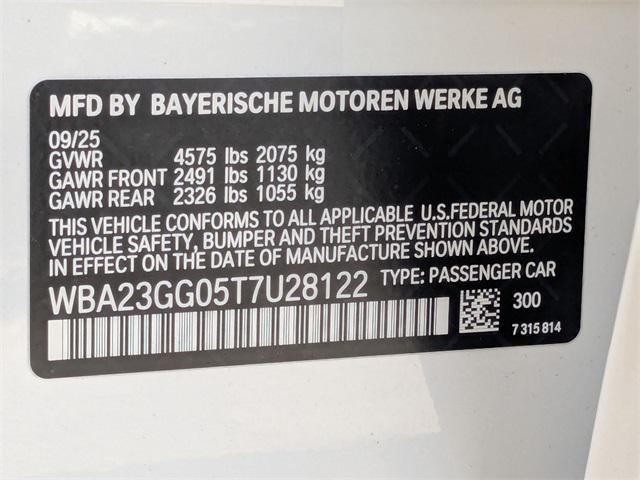 MFD BY BAYERISCHE MOTOREN WERKE AG
09/25
GVWR 4575 lbs 2075 kg
GAWR FRONT 2491 lbs 1130 kg
GAWR REAR 2326 lbs 1055 kg
THIS VEHICLE CONFORMS TO ALL APPLICABLE U.S.FEDERAL MOTOR
VEHICLE SAFETY, BUMPER AND THEFT PREVENTION STANDARDS
IN EFFECT ON THE DATE OF MANUFACTURE SHOWN ABOVE.
WBA23GG05T7U28122 TYPE: PASSENGER CAR
300
7 315 814